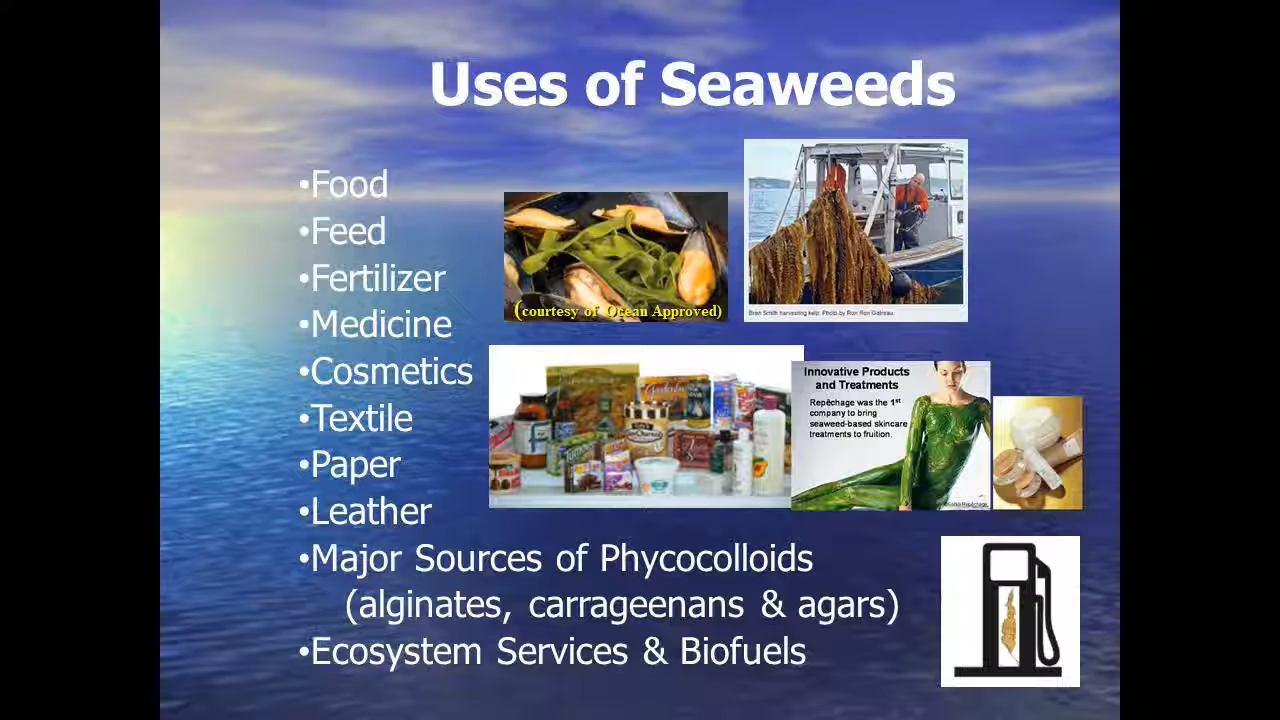 Uses of Seaweeds
•Food
•Feed
•Fertilizer
•Medicine
•Cosmetics
•Textile
•Paper
•Leather
•Major Sources of Phycocolloids
(alginates, carrageenans & agars)
•Ecosystem Services & Biofuels
(courtesy of Ocean Approved)
Innovative Products
and Treatments
Repêchage was the 1st
company to bring
seaweed-based skincare
treatments to fruition.